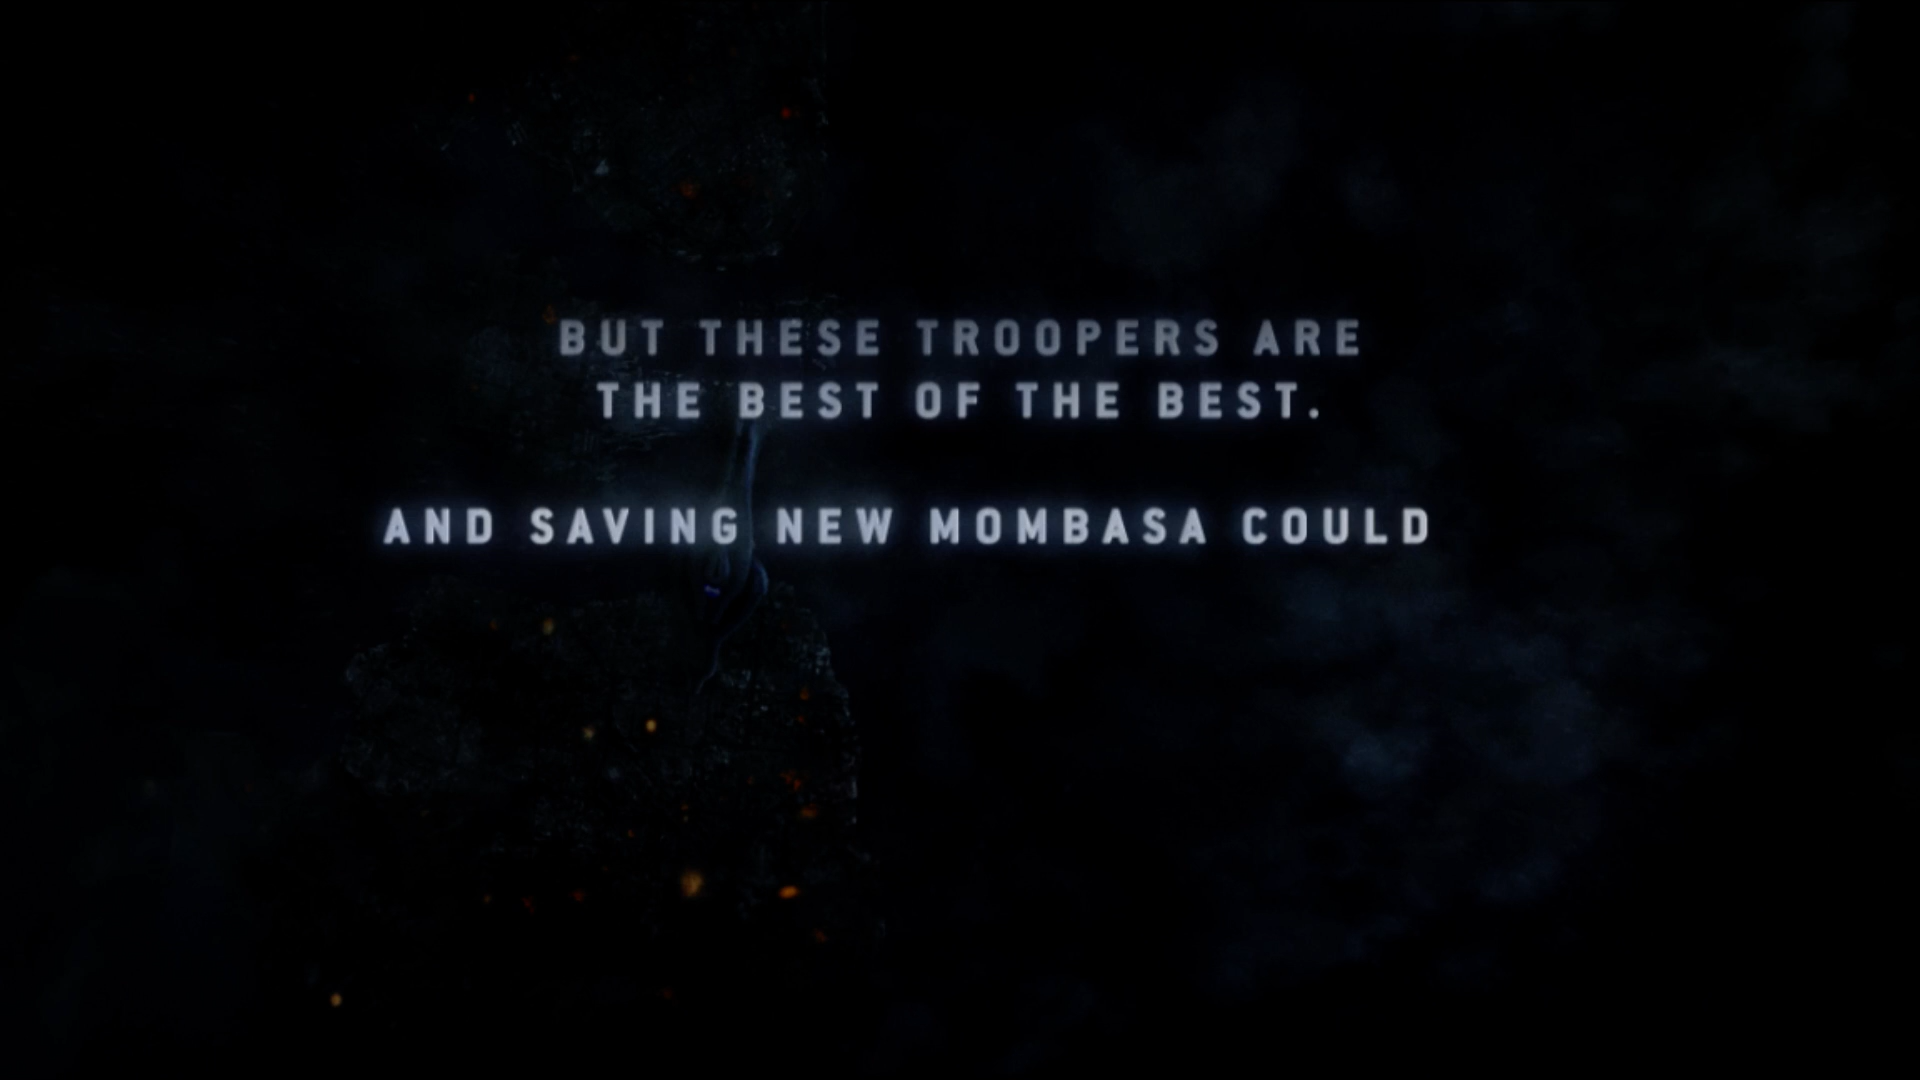 BUT THESE TROOPERS ARE
THE BEST OF THE BEST.
AND SAVING NEW MOMBASA COULD